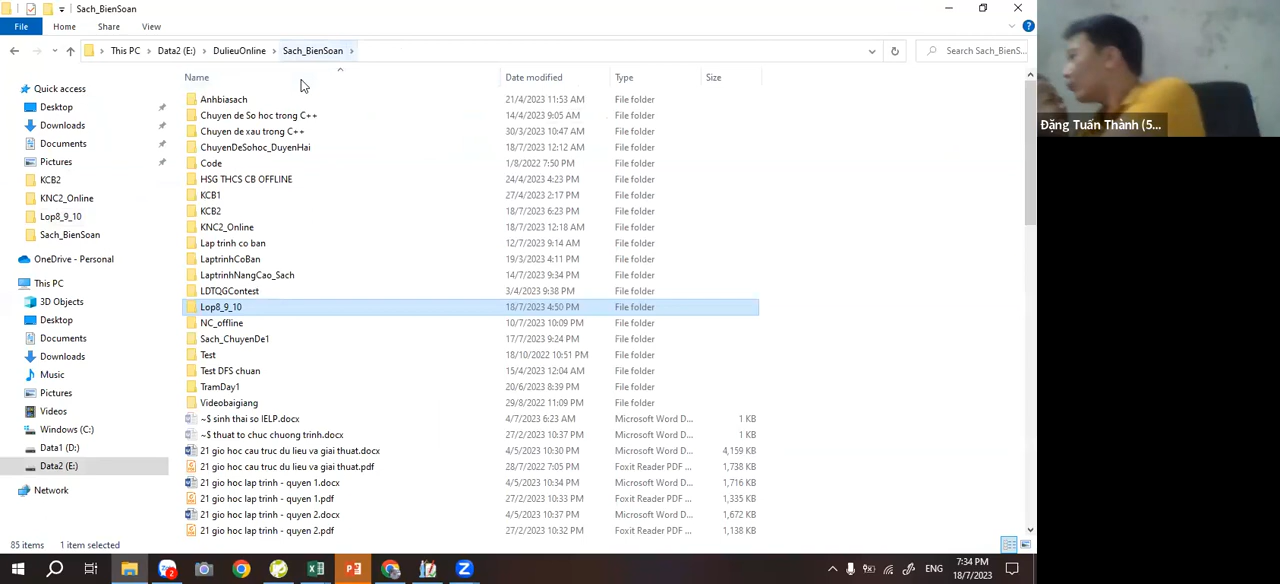 Sach_BienSoan
File Home Share View
This PC Data2 (E:) DulieuOnline Sach_BienSoan Search Sach_BienS...
Name Date modified Type Size
Quick access
Desktop
Downloads
Documents
Pictures
KCB2
KNC2_Online
Lop8_9_10
Sach_BienSoan
OneDrive - Personal
This PC
3D Objects
Desktop
Documents
Downloads
Music
Pictures
Videos
Windows (C:)
Data1 (D:)
Data2 (E:)
Network
Anhbiasach 21/4/2023 11:53 AM File folder
Chuyen de So hoc trong C++ 14/4/2023 9:05 AM File folder
Chuyen de xau trong C++ 30/3/2023 10:47 AM File folder
ChuyenDeSohoc_DuyenHai 18/7/2023 12:12 AM File folder
Code 1/8/2022 7:50 PM File folder
HSG THCS CB OFFLINE 24/4/2023 4:23 PM File folder
KCB1 27/4/2023 2:17 PM File folder
KCB2 18/7/2023 6:23 PM File folder
KNC2_Online 18/7/2023 12:18 AM File folder
Lap trinh co ban 12/7/2023 9:14 AM File folder
LaptrinhCoBan 19/3/2023 4:11 PM File folder
LaptrinhNangCao_Sach 14/7/2023 9:34 PM File folder
LDTQGContest 3/4/2023 9:38 PM File folder
Lop8_9_10 18/7/2023 4:50 PM File folder
NC_offline 10/7/2023 10:09 PM File folder
Sach_ChuyenDe1 17/7/2023 9:24 PM File folder
Test 18/10/2022 10:51 PM File folder
Test DFS chuan 15/4/2023 12:04 AM File folder
TramDay1 20/6/2023 8:39 PM File folder
Videobaigiang 29/8/2022 11:09 PM File folder
~$ sinh thai so IELP.docx 4/7/2023 6:23 AM Microsoft Word D... 1 KB
~$ thuat to chuc chuong trinh.docx 27/2/2023 10:37 PM Microsoft Word D... 1 KB
21 gio hoc cau truc du lieu va giai thuat.docx 4/5/2023 10:30 PM Microsoft Word D... 4,159 KB
21 gio hoc cau truc du lieu va giai thuat.pdf 28/7/2022 7:05 PM Foxit Reader PDF ... 1,738 KB
21 gio hoc lap trinh - quyen 1.docx 4/5/2023 10:34 PM Microsoft Word D... 1,716 KB
21 gio hoc lap trinh - quyen 1.pdf 27/2/2023 10:33 PM Foxit Reader PDF ... 1,335 KB
21 gio hoc lap trinh - quyen 2.docx 4/5/2023 10:37 PM Microsoft Word D... 1,672 KB
21 gio hoc lap trinh - quyen 2.pdf 27/2/2023 10:32 PM Foxit Reader PDF ... 1,138 KB
85 items 1 item selected
Đặng Tuấn Thành (5...
2
ENG
7:34 PM
18/7/2023